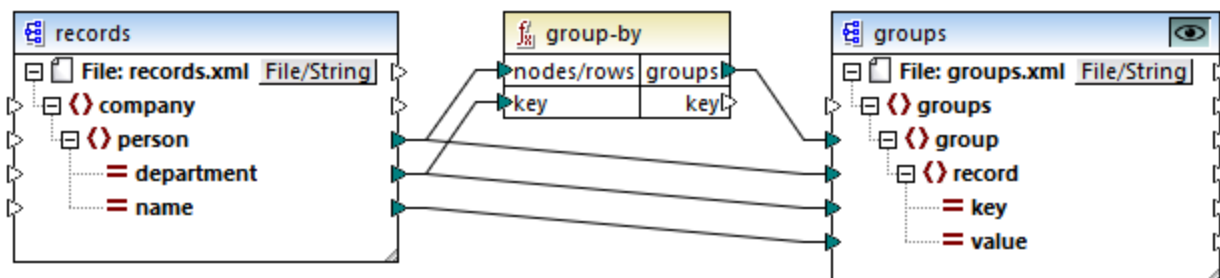 records
File: records.xml File/String
company
person
department
name
group-by
nodes/rows groups
key key
groups
File: groups.xml File/String
groups
group
record
key
value